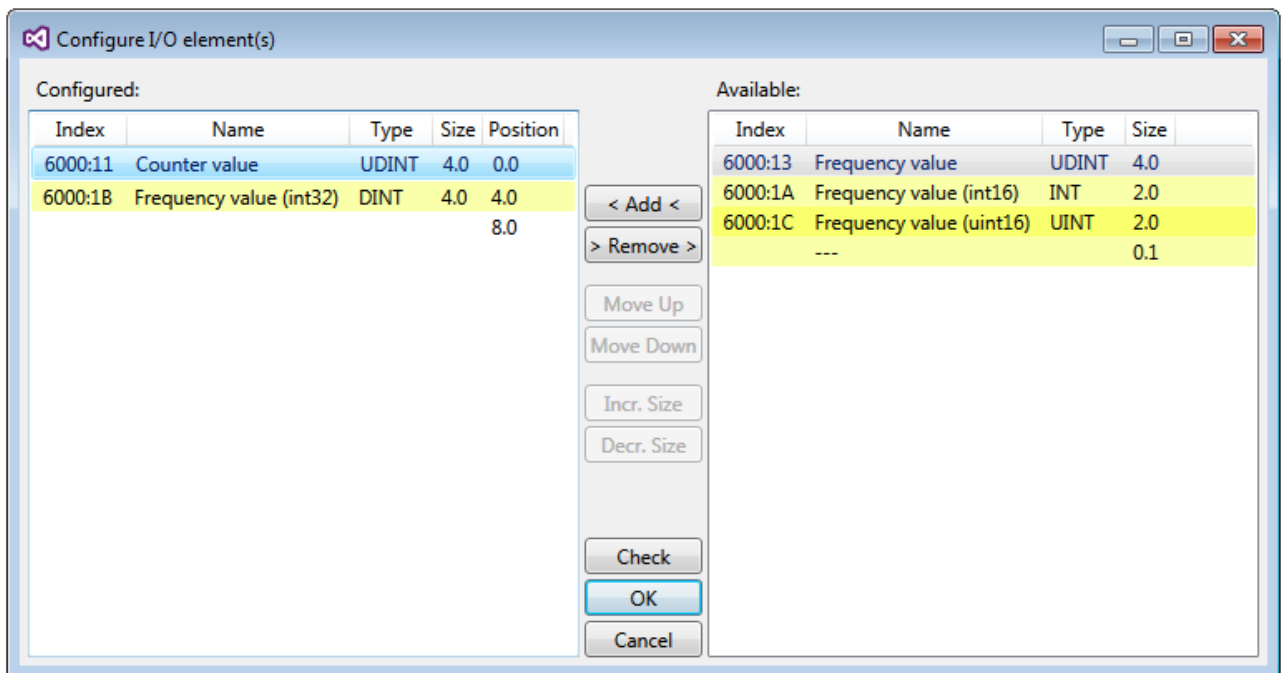 Configure I/O element(s)
Configured:
Index Name Type Size Position
6000:11 Counter value UDINT 4.0 0.0
6000:1B Frequency value (int32) DINT 4.0 4.0
8.0
< Add <
> Remove >
Move Up
Move Down
Incr. Size
Decr. Size
Check
OK
Cancel
Available:
Index Name Type Size
6000:13 Frequency value UDINT 4.0
6000:1A Frequency value (int16) INT 2.0
6000:1C Frequency value (uint16) UINT 2.0
--- 0.1